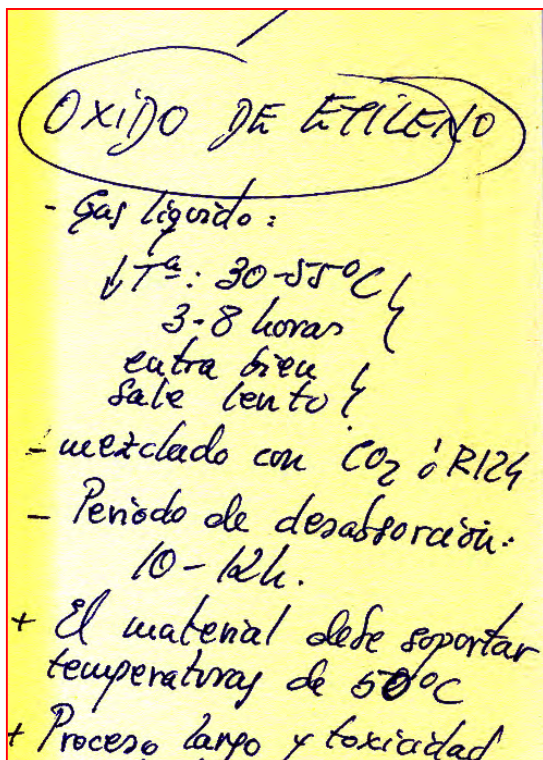 OXIDO DE ETILENO
- Gas líquido:
↓Tª: 30-55ºC
3-8 horas
entra bien
sale lento
- mezclado con CO2 ó R124
- Periodo de desabsorción:
10-12h.
+ El material debe soportar
temperaturas de 50ºC
+ Proceso largo y toxicidad